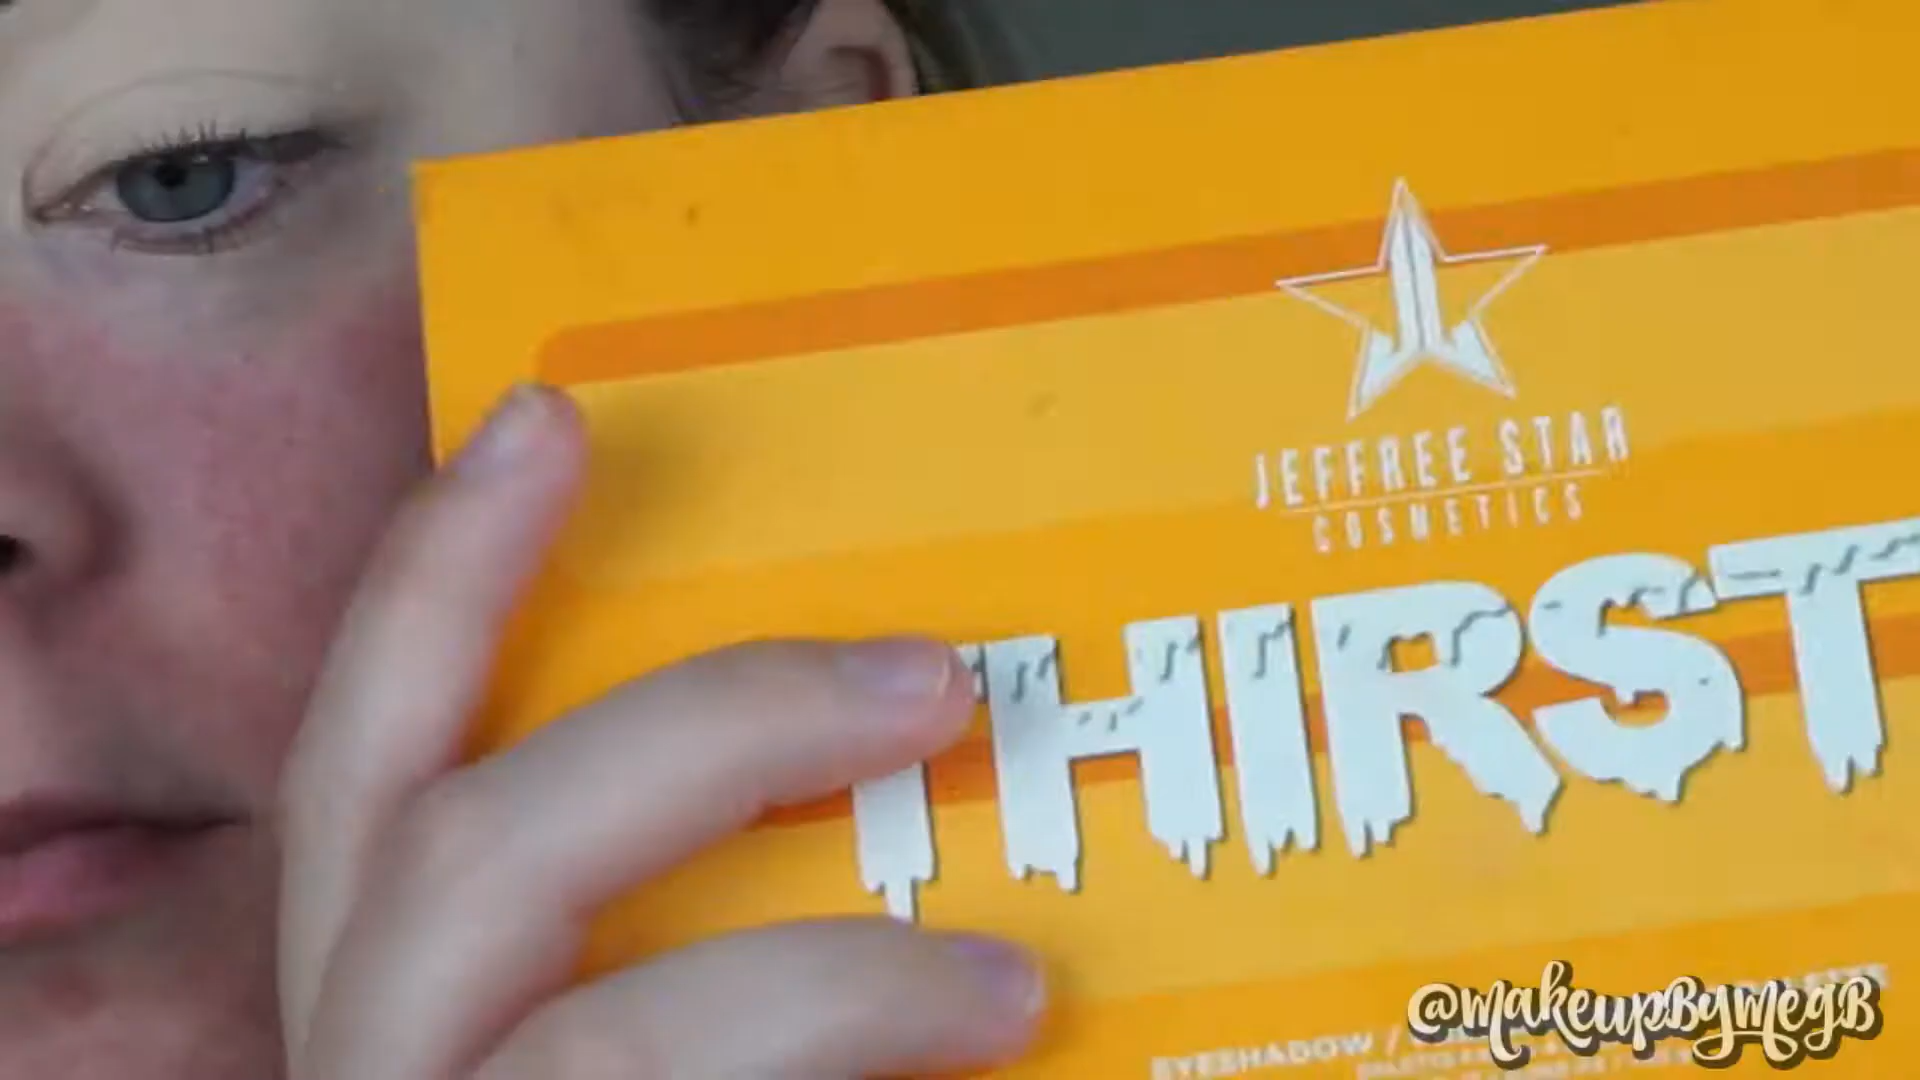 JEFFREE STAR
COSMETICS
THIRST
EYESHADOW /
@makeupBymegB